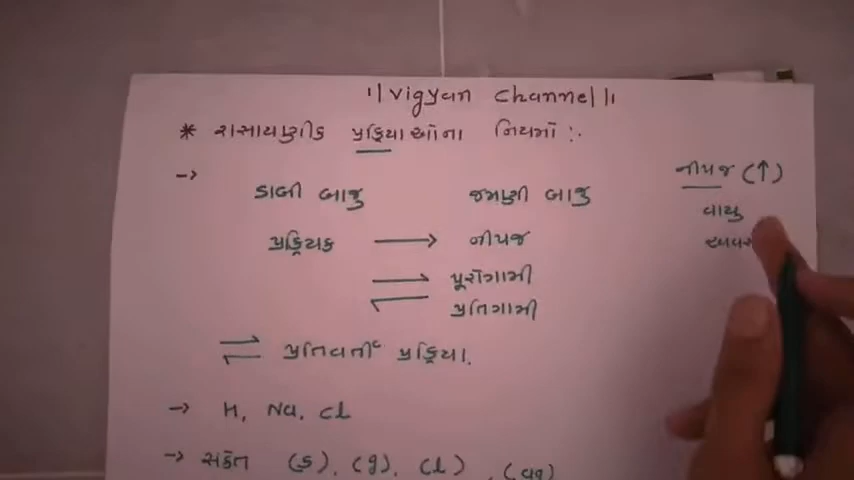 ॥ Vigyan Channel ॥
* રાસાયણીક પ્રક્રિયાઓના નિયમો :.
→
ડાબી બાજુ જમણી બાજુ
પ્રક્રિયક → નીપજ
⇌ પૂરોગામી
પ્રતિગામી
⇌ પ્રતિવર્તી પ્રક્રિયા.
→ H, Na, Cl
→ સંકેત (s), (g), (l), (aq)
નીપજ (↑)
વાયુ